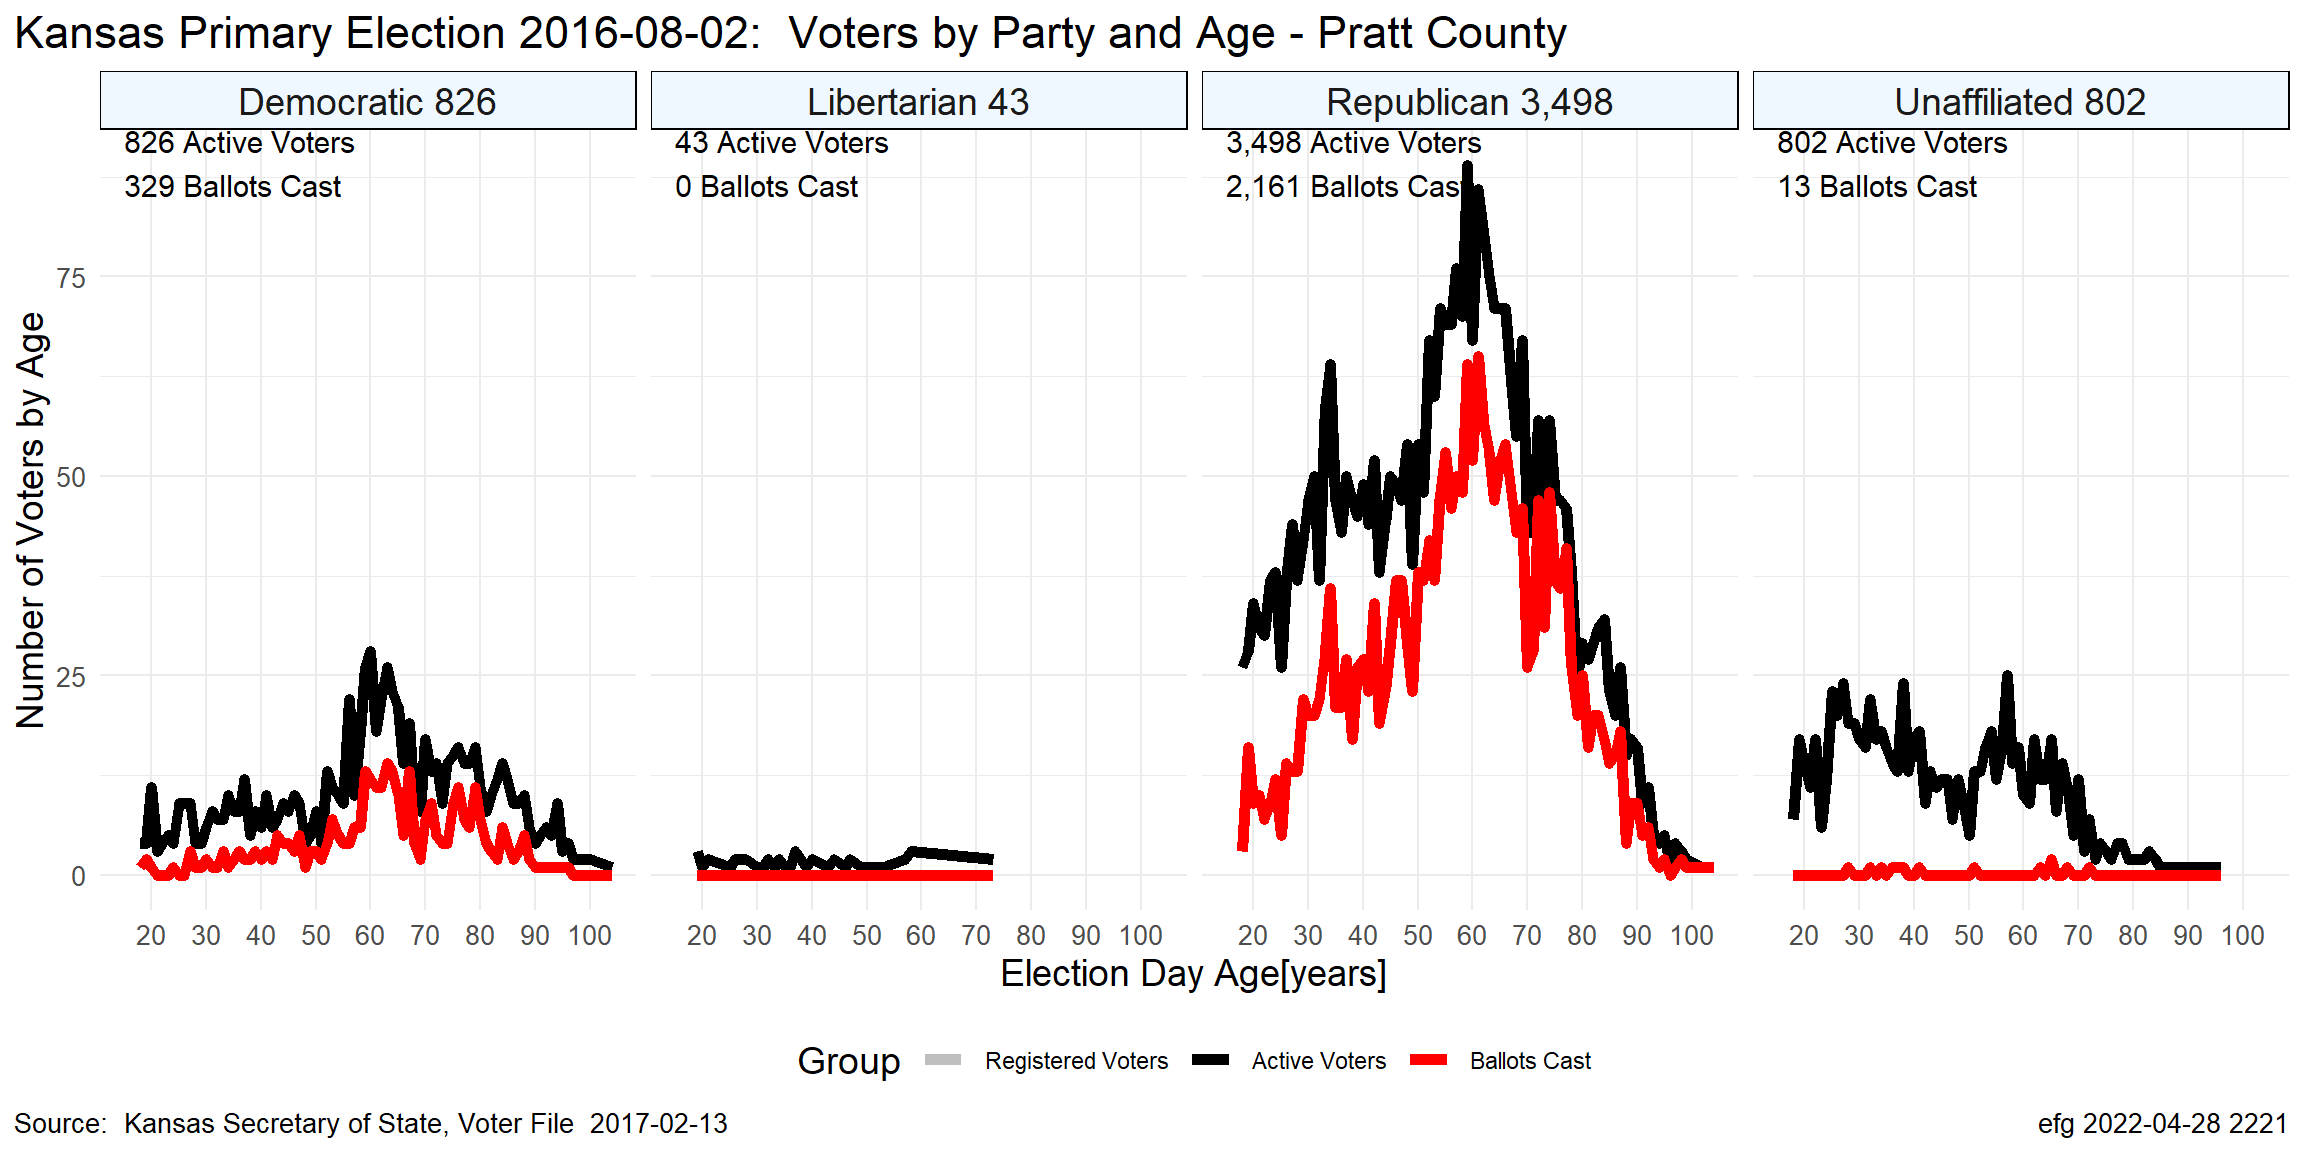 Kansas Primary Election 2016-08-02:  Voters by Party and Age - Pratt County
Democratic 826
Libertarian 43
Republican 3,498
Unaffiliated 802
826 Active Voters
329 Ballots Cast
43 Active Voters
0 Ballots Cast
3,498 Active Voters
2,161 Ballots Cast
802 Active Voters
13 Ballots Cast
Number of Voters by Age
75
50
25
0
20 30 40 50 60 70 80 90 100
20 30 40 50 60 70 80 90 100
20 30 40 50 60 70 80 90 100
20 30 40 50 60 70 80 90 100
Election Day Age[years]
Group Registered Voters Active Voters Ballots Cast
Source:  Kansas Secretary of State, Voter File  2017-02-13
efg 2022-04-28 2221